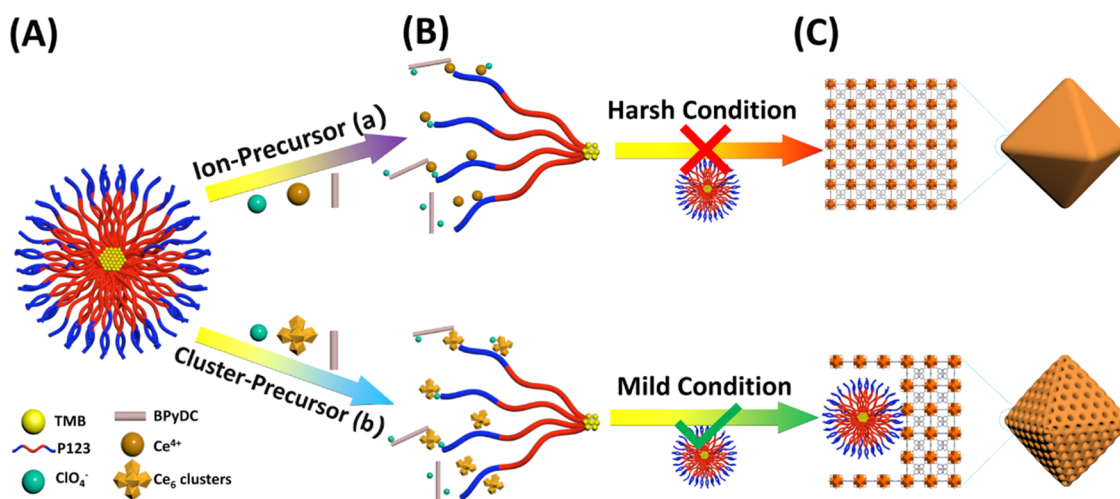 (A)
(B)
(C)
Ion-Precursor (a)
Harsh Condition
Cluster-Precursor (b)
Mild Condition
TMB
BPyDC
P123
Ce4+
ClO4-
Ce6 clusters